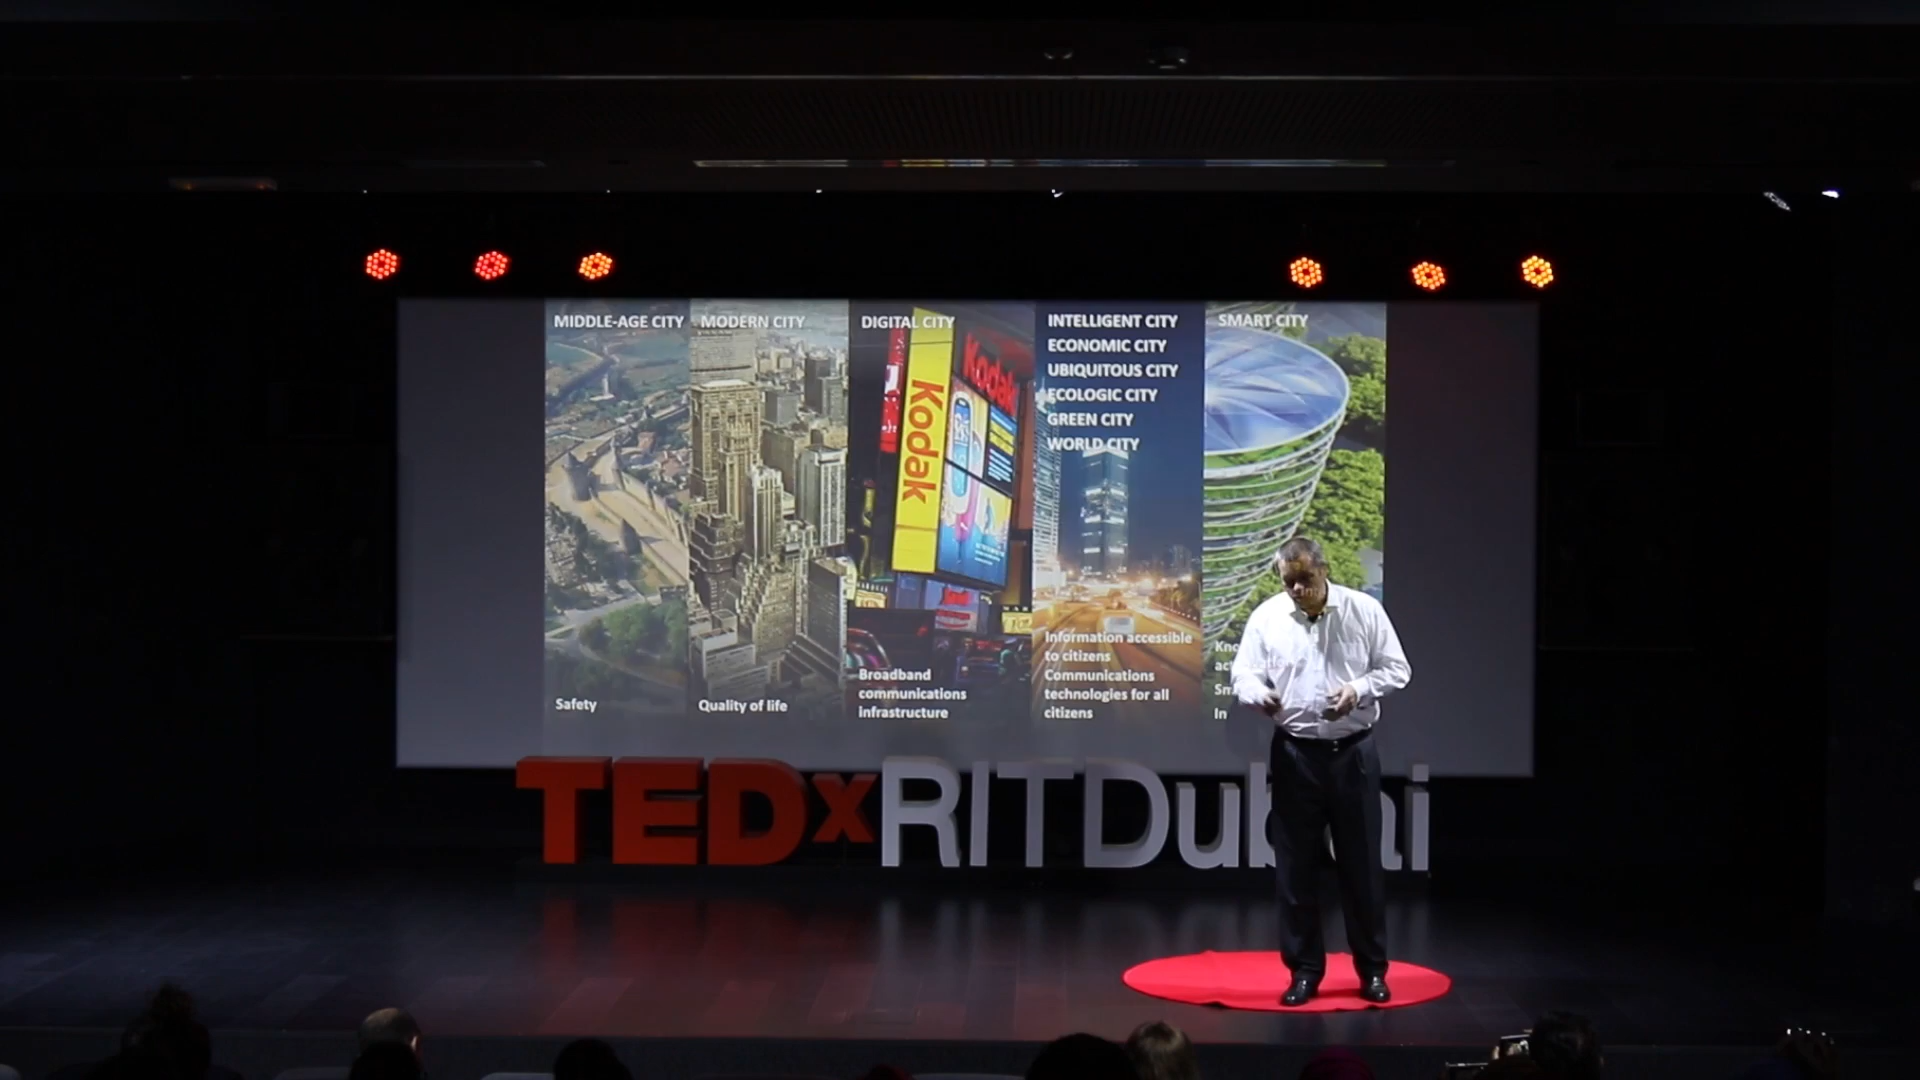 MIDDLE-AGE CITY
MODERN CITY
DIGITAL CITY
INTELLIGENT CITY
ECONOMIC CITY
UBIQUITOUS CITY
ECOLOGIC CITY
GREEN CITY
WORLD CITY
SMART CITY
Kodak
Kodak
Safety
Quality of life
Broadband
communications
infrastructure
Information accessible
to citizens
Communications
technologies for all
citizens
TEDxRITDubai